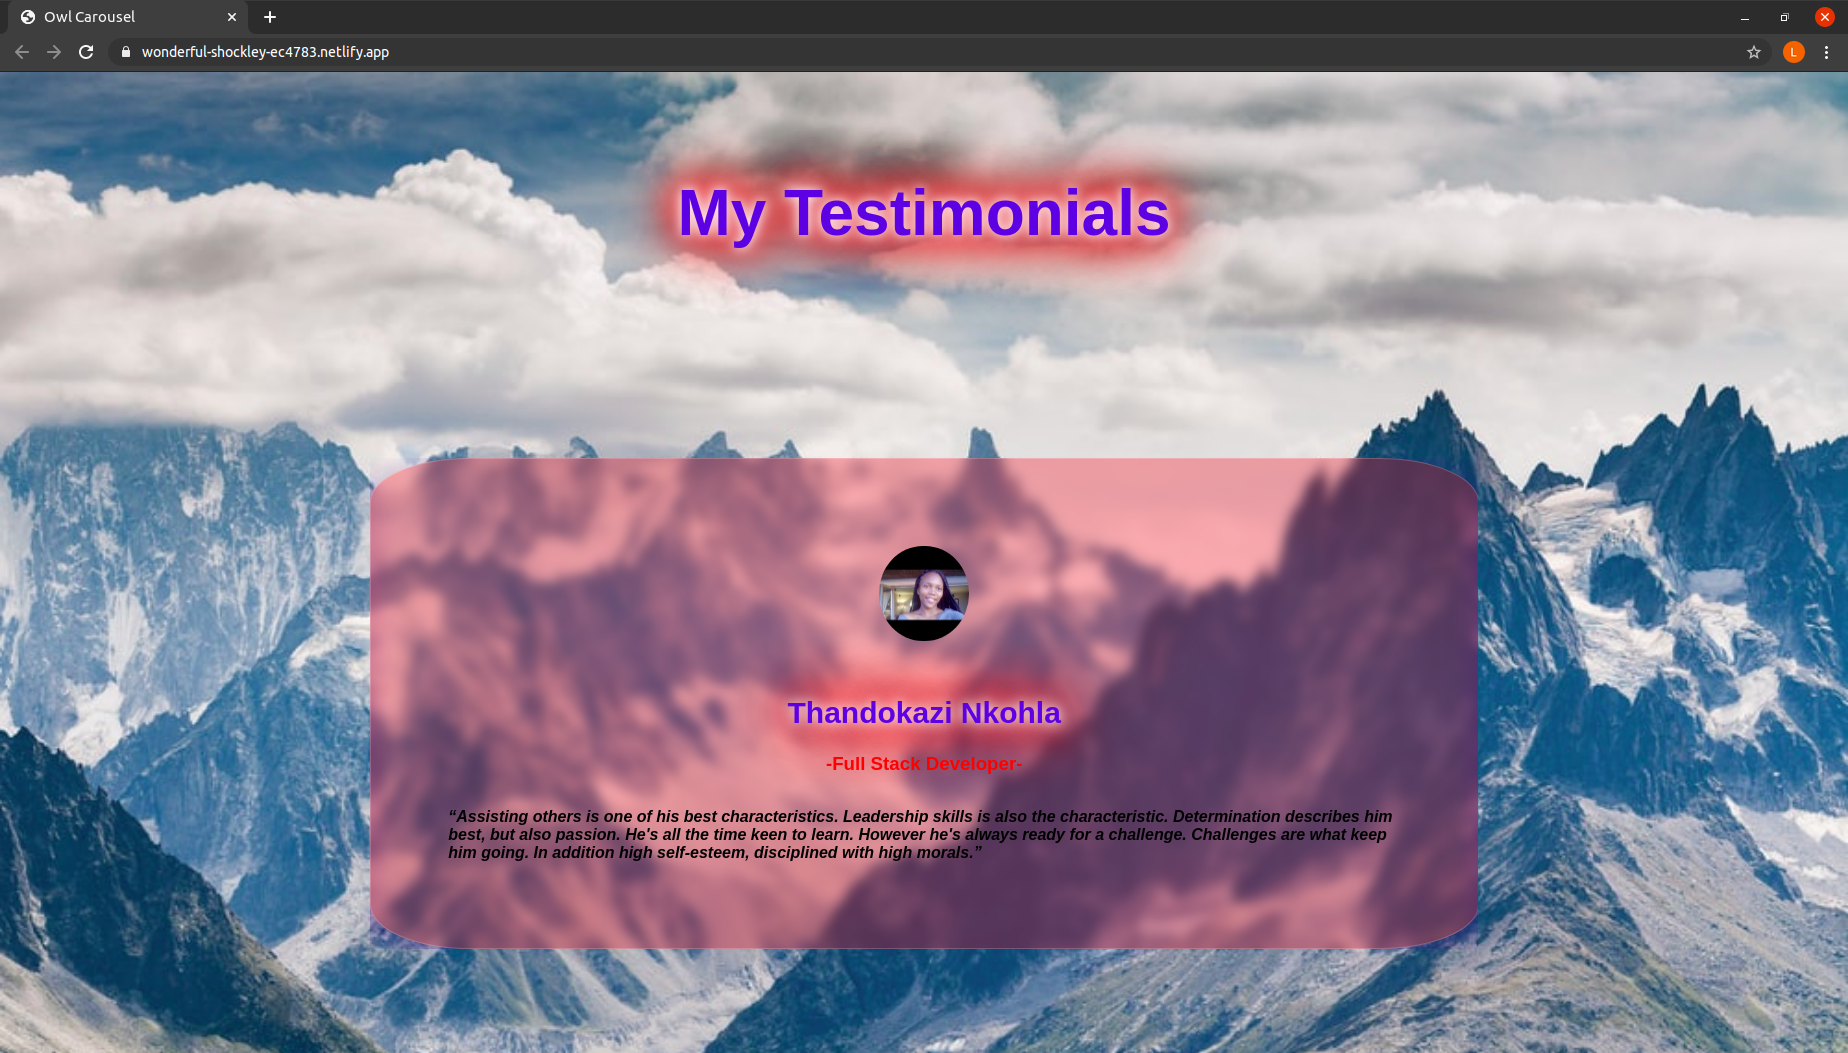 Owl Carousel
wonderful-shockley-ec4783.netlify.app
L
My Testimonials
Thandokazi Nkohla
-Full Stack Developer-
“Assisting others is one of his best characteristics. Leadership skills is also the characteristic. Determination describes him
best, but also passion. He's all the time keen to learn. However he's always ready for a challenge. Challenges are what keep
him going. In addition high self-esteem, disciplined with high morals.”